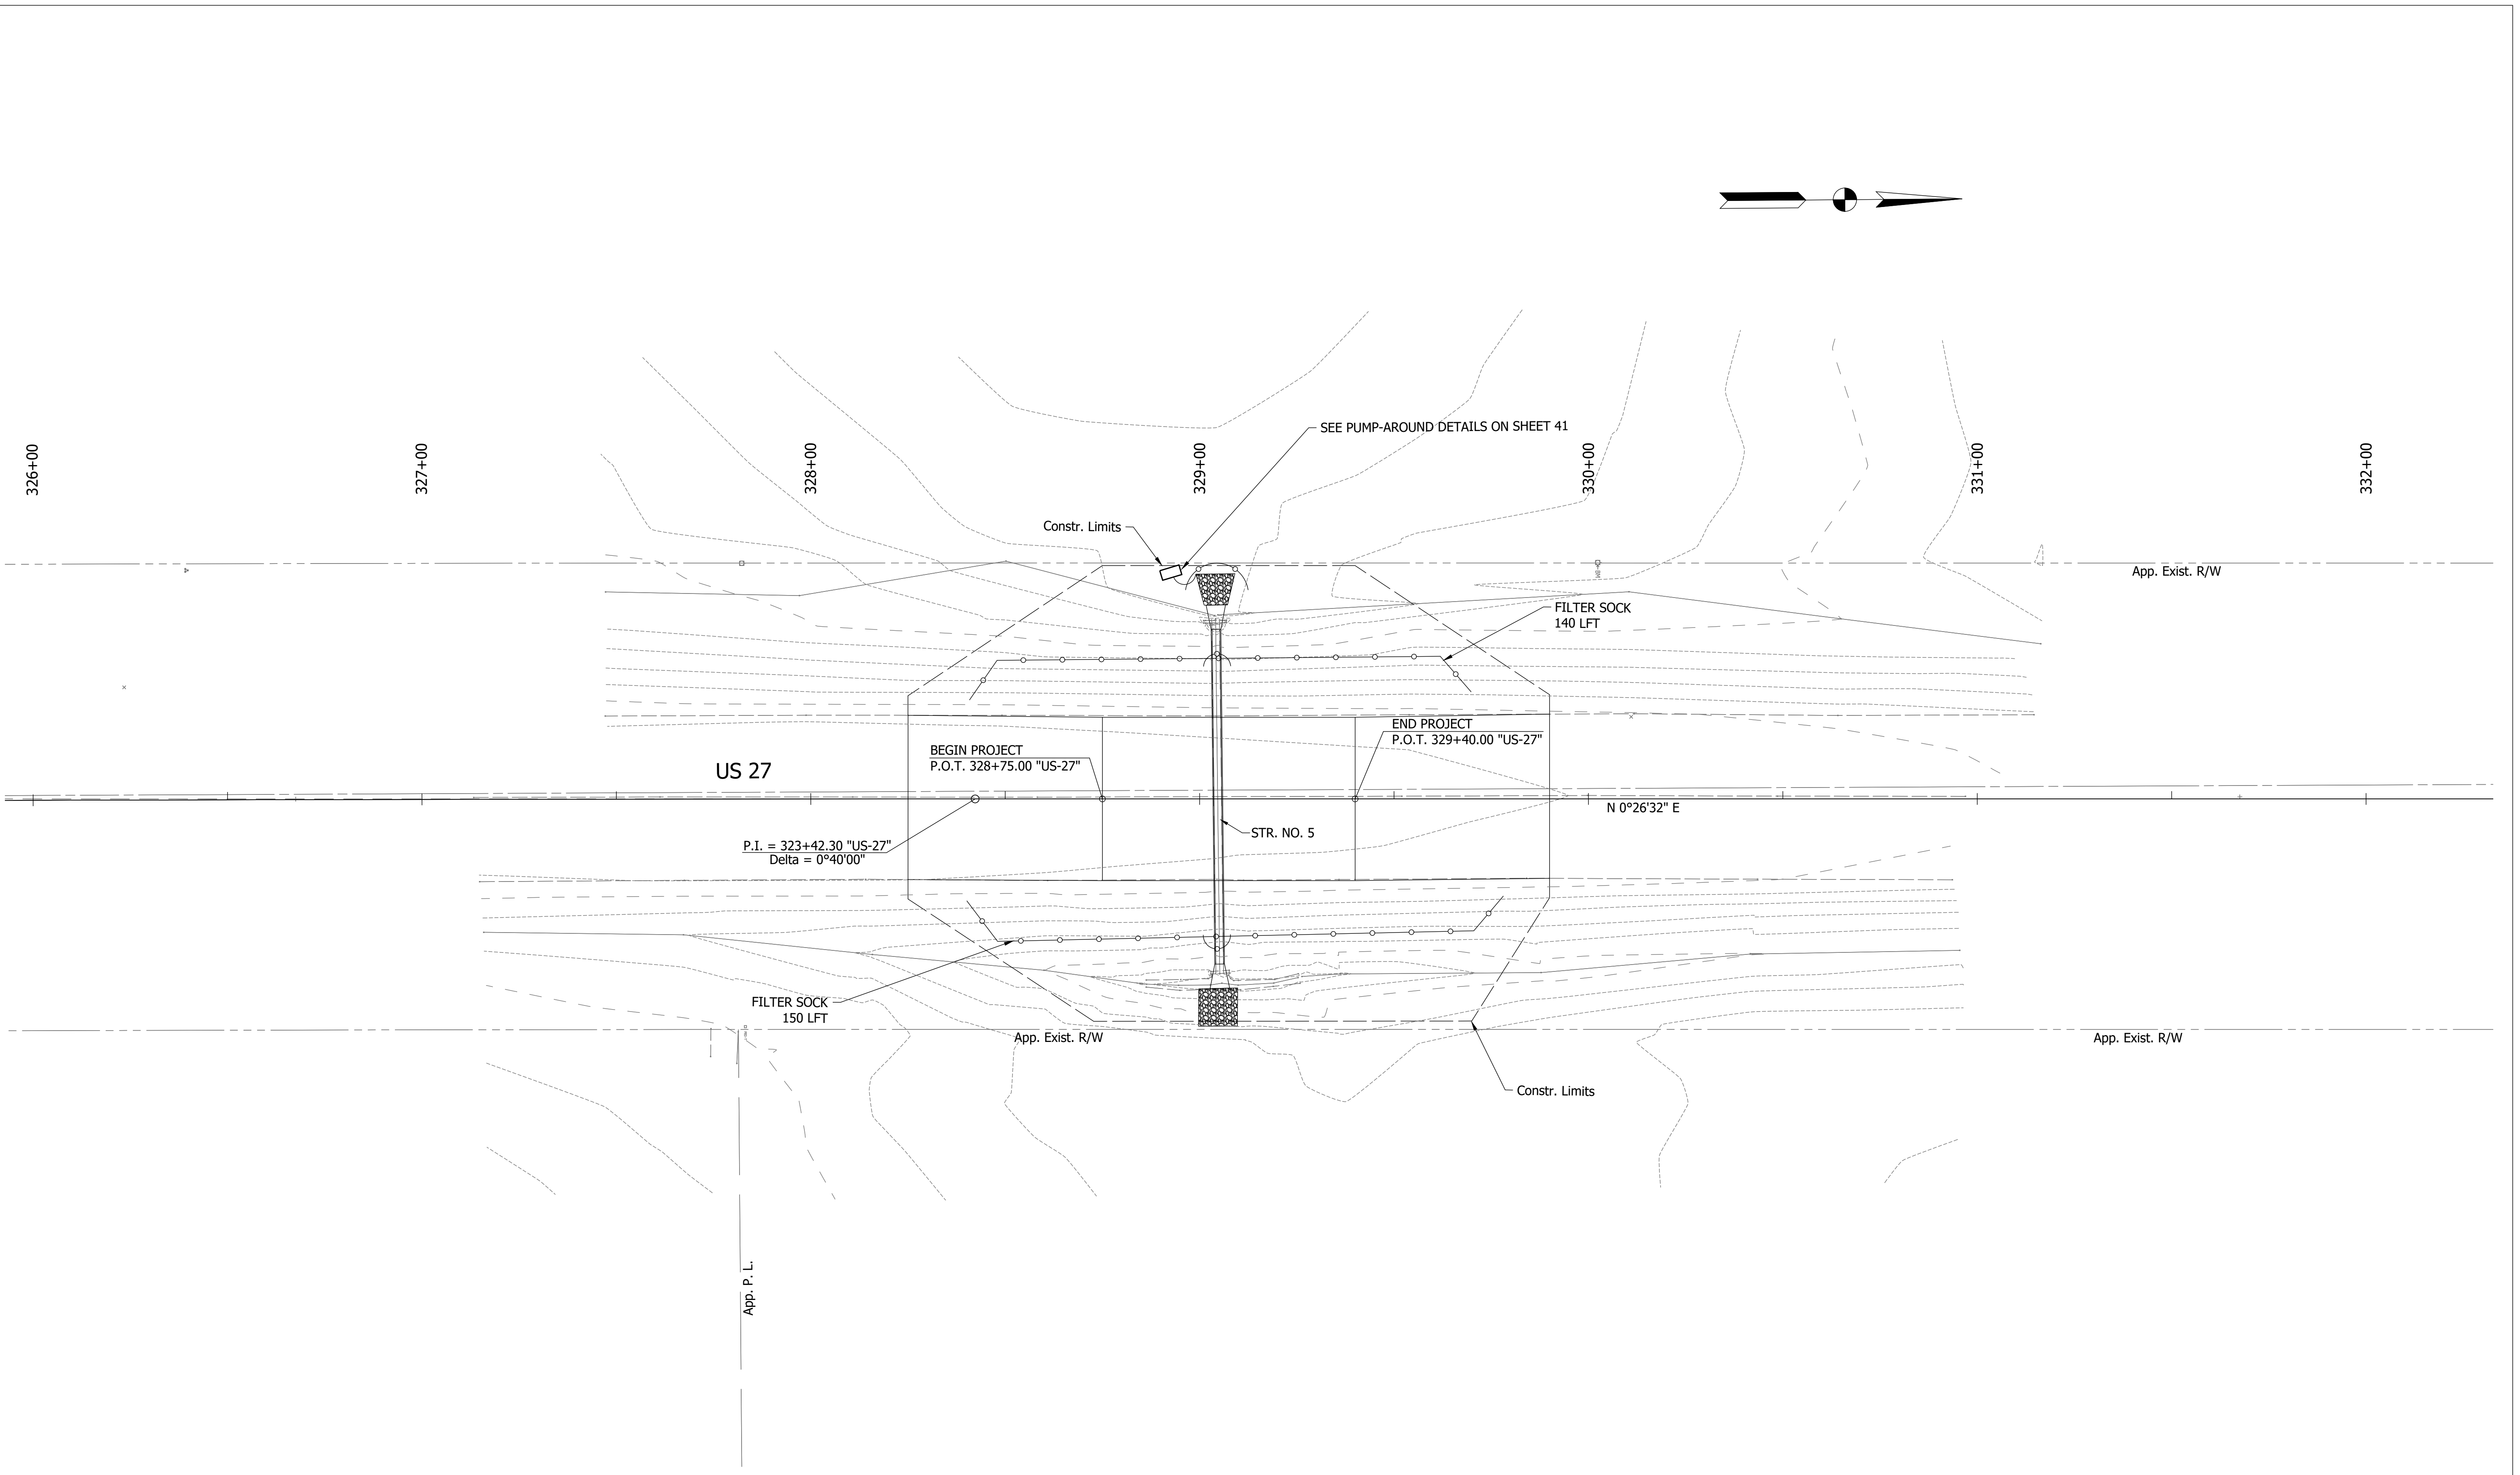 SEE PUMP-AROUND DETAILS ON SHEET 41
326+00
327+00
328+00
329+00
330+00
331+00
332+00
Constr. Limits
App. Exist. R/W
FILTER SOCK
140 LFT
END PROJECT
P.O.T. 329+40.00 "US-27"
BEGIN PROJECT
P.O.T. 328+75.00 "US-27"
US 27
N 0°26'32" E
STR. NO. 5
P.I. = 323+42.30 "US-27"
Delta = 0°40'00"
FILTER SOCK
150 LFT
App. Exist. R/W
App. Exist. R/W
Constr. Limits
App. P. L.